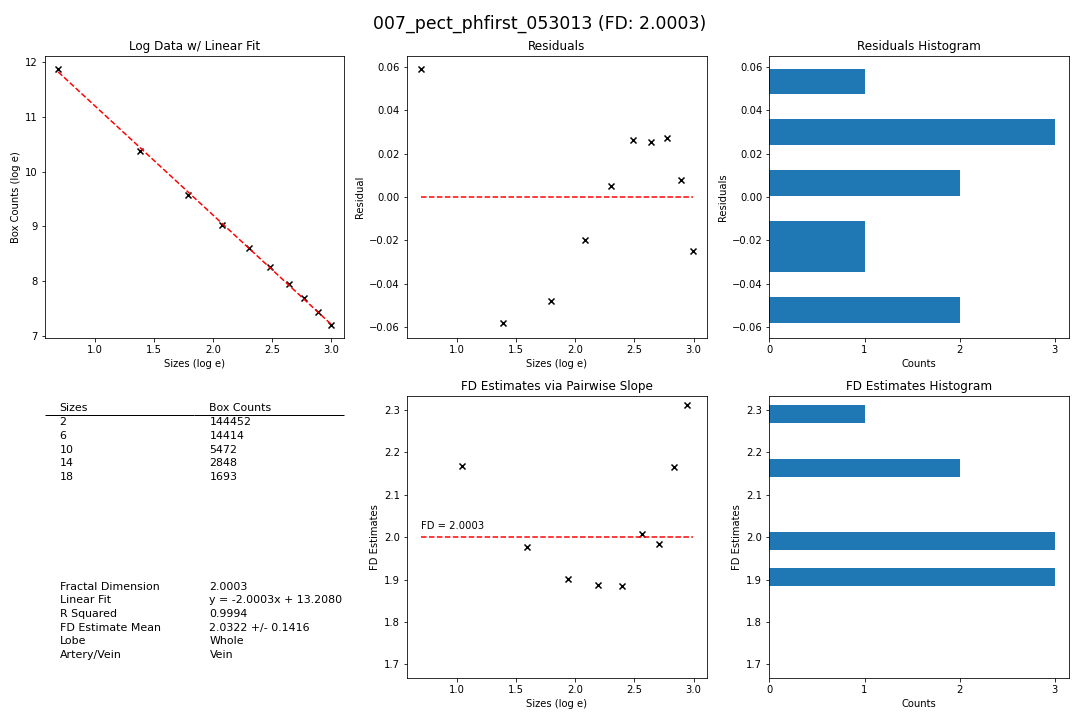 007_pect_phfirst_053013 (FD: 2.0003)
Log Data w/ Linear Fit
12
11
10
9
8
7
Box Counts (log e)
1.0 1.5 2.0 2.5 3.0
Sizes (log e)
Residuals
0.06
0.04
0.02
0.00
−0.02
−0.04
−0.06
Residual
1.0 1.5 2.0 2.5 3.0
Sizes (log e)
Residuals Histogram
0.06
0.04
0.02
0.00
−0.02
−0.04
−0.06
Residuals
0 1 2 3
Counts
Sizes Box Counts
2 144452
6 14414
10 5472
14 2848
18 1693
Fractal Dimension 2.0003
Linear Fit y = -2.0003x + 13.2080
R Squared 0.9994
FD Estimate Mean 2.0322 +/- 0.1416
Lobe Whole
Artery/Vein Vein
FD Estimates via Pairwise Slope
2.3
2.2
2.1
2.0
1.9
1.8
1.7
FD Estimates
FD = 2.0003
1.0 1.5 2.0 2.5 3.0
Sizes (log e)
FD Estimates Histogram
2.3
2.2
2.1
2.0
1.9
1.8
1.7
FD Estimates
0 1 2 3
Counts